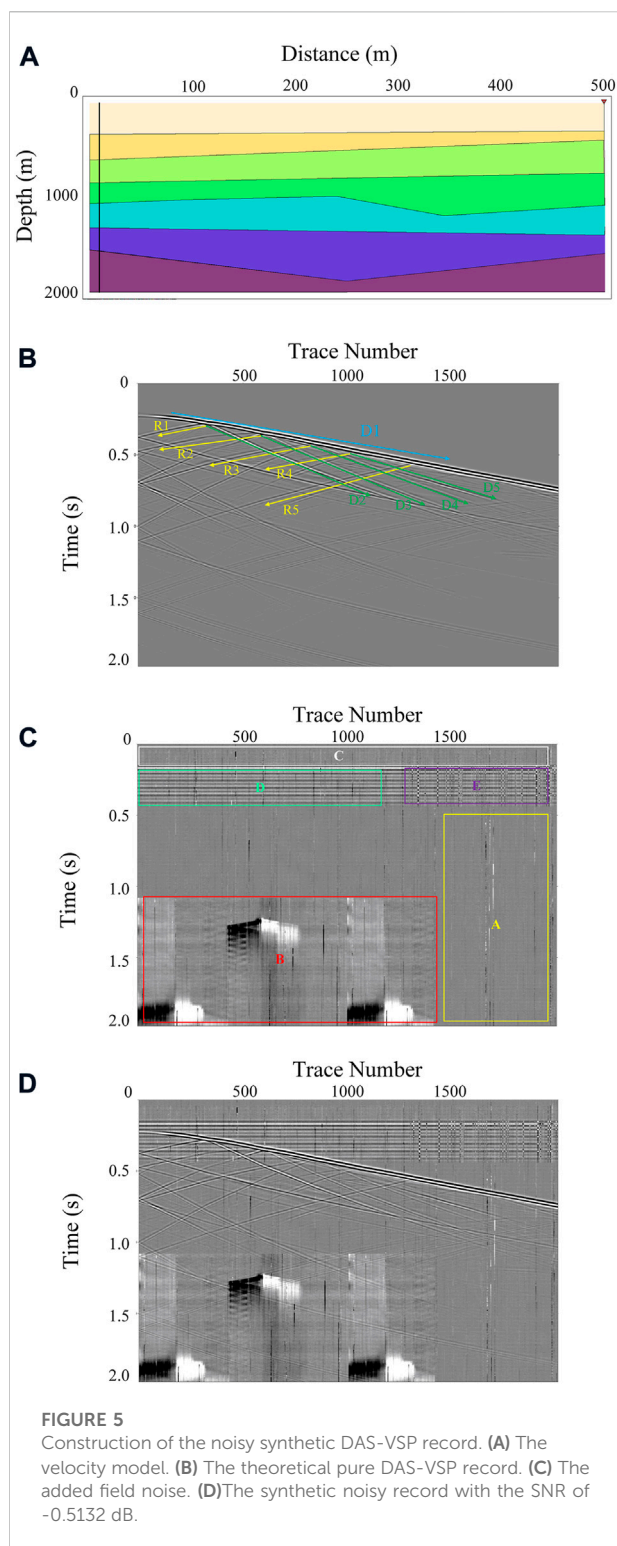 A
Distance (m)
0 100 200 300 400 500
Depth (m)
1000
2000
B
Trace Number
0 500 1000 1500
Time (s)
0.5
1.0
1.5
2.0
R1
R2
R3
R4
R5
D2
D3
D4
D5
C
Trace Number
0 500 1000 1500
Time (s)
0.5
1.0
1.5
2.0
C
D
E
B
A
D
Trace Number
0 500 1000 1500
Time (s)
0.5
1.0
1.5
2.0
FIGURE 5
Construction of the noisy synthetic DAS-VSP record. (A) The
velocity model. (B) The theoretical pure DAS-VSP record. (C) The
added field noise. (D)The synthetic noisy record with the SNR of
-0.5132 dB.